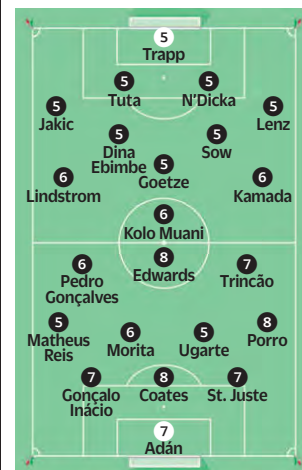 5
Trapp
5 5
Tuta N'Dicka
5 5
Jakic Lenz
5 5
Dina Ebimbe Sow
5
Goetze
6 6
Lindstrom Kamada
6
Kolo Muani
8
Edwards
6 7
Pedro Gonçalves Trincão
5 8
Matheus Reis Porro
6 5
Morita Ugarte
7 8 7
Gonçalo Inácio Coates St. Juste
7
Adán